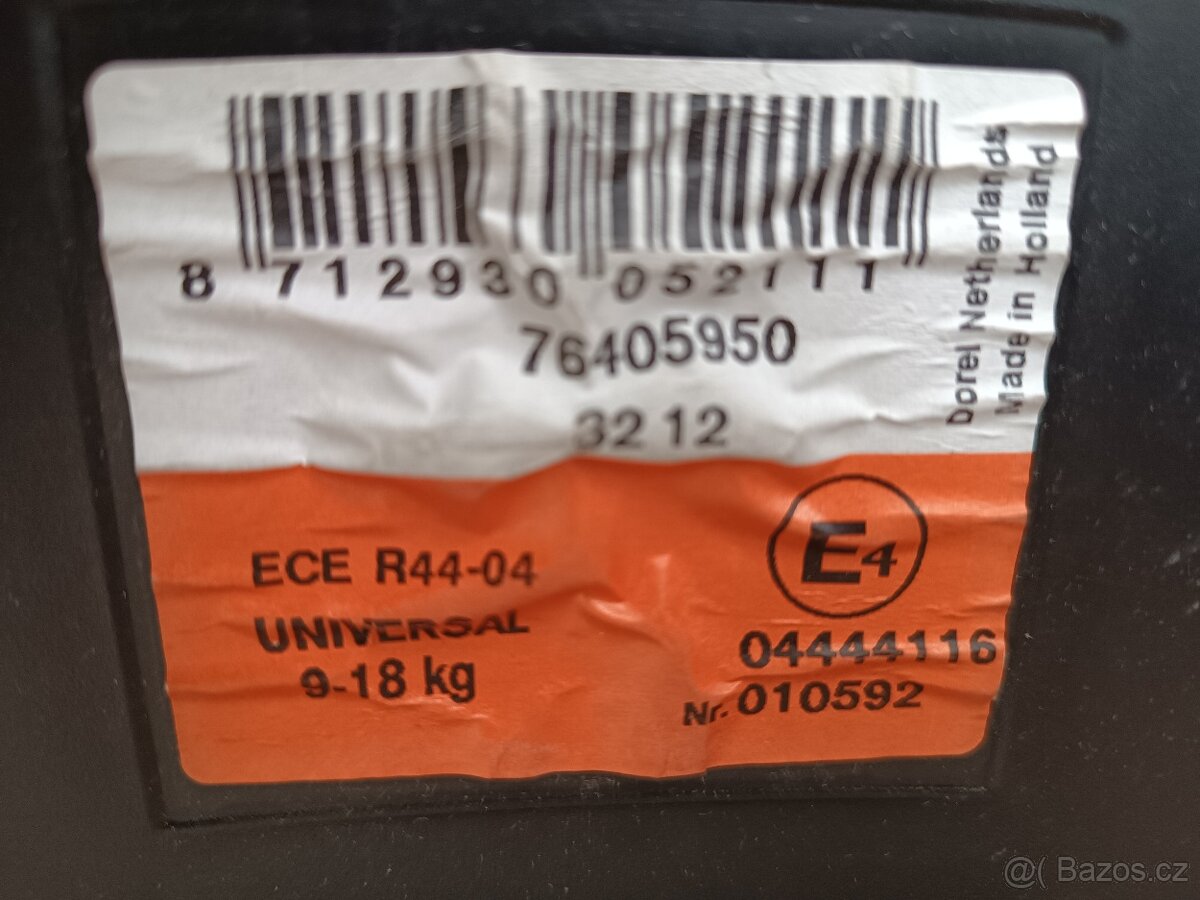 8 712930 052111
76405950
32 12
Dorel Netherlands
Made in Holland
ECE R44-04
UNIVERSAL
9-18 kg
E4
04444116
Nr. 010592
@( Bazos.cz